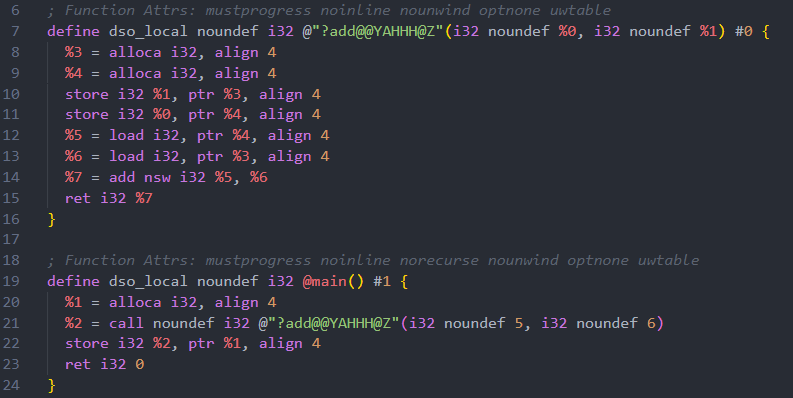 6 ; Function Attrs: mustprogress noinline nounwind optnone uwtable
7 define dso_local noundef i32 @"?add@@YAHHH@Z"(i32 noundef %0, i32 noundef %1) #0 {
8 %3 = alloca i32, align 4
9 %4 = alloca i32, align 4
10 store i32 %1, ptr %3, align 4
11 store i32 %0, ptr %4, align 4
12 %5 = load i32, ptr %4, align 4
13 %6 = load i32, ptr %3, align 4
14 %7 = add nsw i32 %5, %6
15 ret i32 %7
16 }
17
18 ; Function Attrs: mustprogress noinline norecurse nounwind optnone uwtable
19 define dso_local noundef i32 @main() #1 {
20 %1 = alloca i32, align 4
21 %2 = call noundef i32 @"?add@@YAHHH@Z"(i32 noundef 5, i32 noundef 6)
22 store i32 %2, ptr %1, align 4
23 ret i32 0
24 }